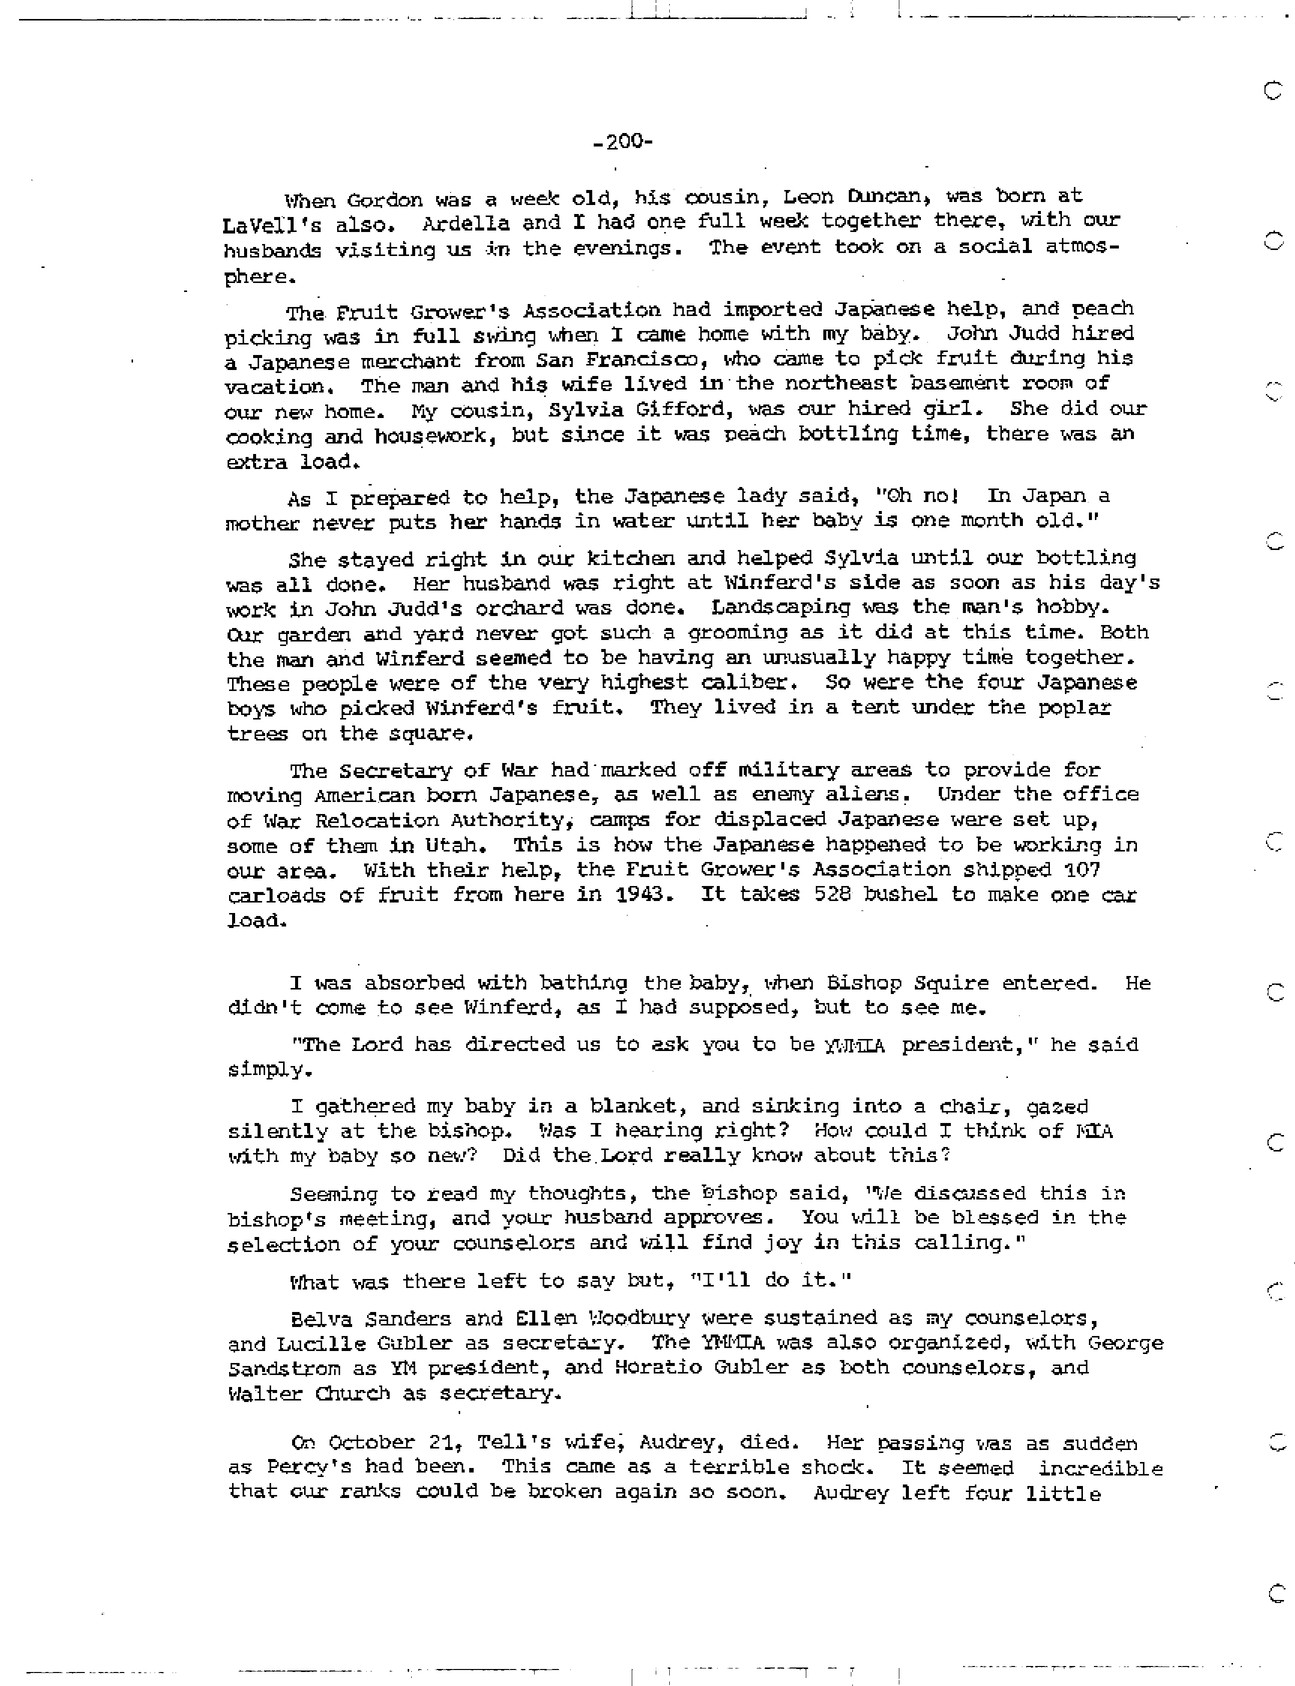 -200-
When Gordon was a week old, his cousin, Leon Duncan, was born at
LaVell's also. Ardella and I had one full week together there, with our
husbands visiting us in the evenings. The event took on a social atmos-
phere.
The Fruit Grower's Association had imported Japanese help, and peach
picking was in full swing when I came home with my baby. John Judd hired
a Japanese merchant from San Francisco, who came to pick fruit during his
vacation. The man and his wife lived in the northeast basement room of
our new home. My cousin, Sylvia Gifford, was our hired girl. She did our
cooking and housework, but since it was peach bottling time, there was an
extra load.
As I prepared to help, the Japanese lady said, "Oh no! In Japan a
mother never puts her hands in water until her baby is one month old."
She stayed right in our kitchen and helped Sylvia until our bottling
was all done. Her husband was right at Winferd's side as soon as his day's
work in John Judd's orchard was done. Landscaping was the man's hobby.
Our garden and yard never got such a grooming as it did at this time. Both
the man and Winferd seemed to be having an unusually happy time together.
These people were of the very highest caliber. So were the four Japanese
boys who picked Winferd's fruit. They lived in a tent under the poplar
trees on the square.
The Secretary of War had marked off military areas to provide for
moving American born Japanese, as well as enemy aliens. Under the office
of War Relocation Authority, camps for displaced Japanese were set up,
some of them in Utah. This is how the Japanese happened to be working in
our area. With their help, the Fruit Grower's Association shipped 107
carloads of fruit from here in 1943. It takes 528 bushel to make one car
load.
I was absorbed with bathing the baby, when Bishop Squire entered. He
didn't come to see Winferd, as I had supposed, but to see me.
"The Lord has directed us to ask you to be YWMIA president," he said
simply.
I gathered my baby in a blanket, and sinking into a chair, gazed
silently at the bishop. Was I hearing right? How could I think of MIA
with my baby so new? Did the Lord really know about this?
Seeming to read my thoughts, the bishop said, "We discussed this in
bishop's meeting, and your husband approves. You will be blessed in the
selection of your counselors and will find joy in this calling."
What was there left to say but, "I'll do it."
Belva Sanders and Ellen Woodbury were sustained as my counselors,
and Lucille Gubler as secretary. The YMMIA was also organized, with George
Sandstrom as YM president, and Horatio Gubler as both counselors, and
Walter Church as secretary.
On October 21, Tell's wife, Audrey, died. Her passing was as sudden
as Percy's had been. This came as a terrible shock. It seemed incredible
that our ranks could be broken again so soon. Audrey left four little